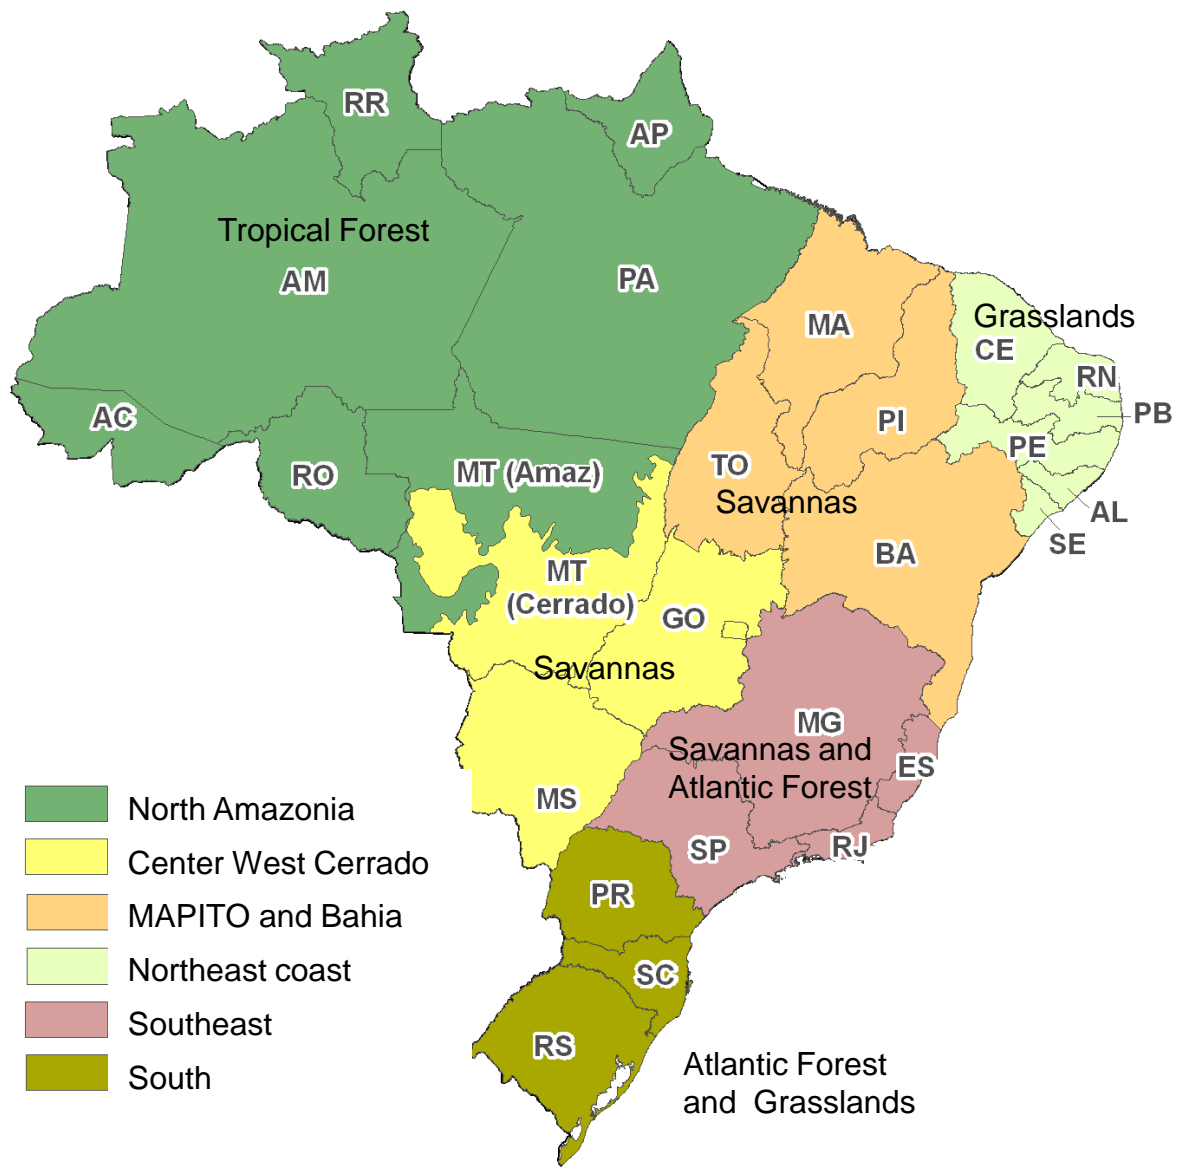 RR
AP
Tropical Forest
AM
PA
MA
Grasslands
CE
RN
AC
PI
PB
PE
RO
MT (Amaz)
TO
Savannas
AL
SE
BA
MT
(Cerrado)
GO
Savannas
MG
Savannas and
Atlantic Forest
ES
MS
SP
RJ
PR
SC
RS
Atlantic Forest
and Grasslands
North Amazonia
Center West Cerrado
MAPITO and Bahia
Northeast coast
Southeast
South